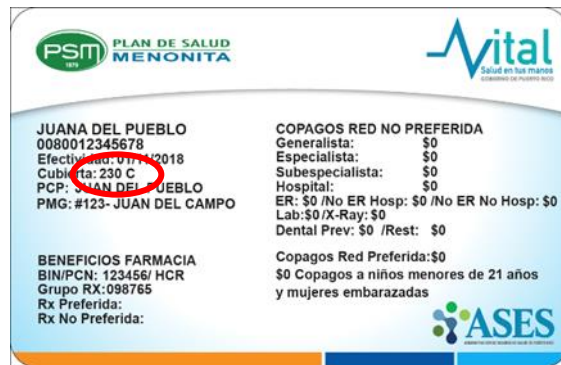 PSM
1979
PLAN DE SALUD
MENONITA
Vital
Salud en tus manos
GOBIERNO DE PUERTO RICO
JUANA DEL PUEBLO
0080012345678
Efectividad: 01/11/2018
Cubierta: 230 C
PCP: JUAN DEL PUEBLO
PMG: #123- JUAN DEL CAMPO
BENEFICIOS FARMACIA
BIN/PCN: 123456/ HCR
Grupo RX:098765
Rx Preferida:
Rx No Preferida:
COPAGOS RED NO PREFERIDA
Generalista: $0
Especialista: $0
Subespecialista: $0
Hospital: $0
ER: $0 /No ER Hosp: $0 /No ER No Hosp: $0
Lab:$0 /X-Ray: $0
Dental Prev: $0 /Rest: $0
Copagos Red Preferida:$0
$0 Copagos a niños menores de 21 años
y mujeres embarazadas
ASES